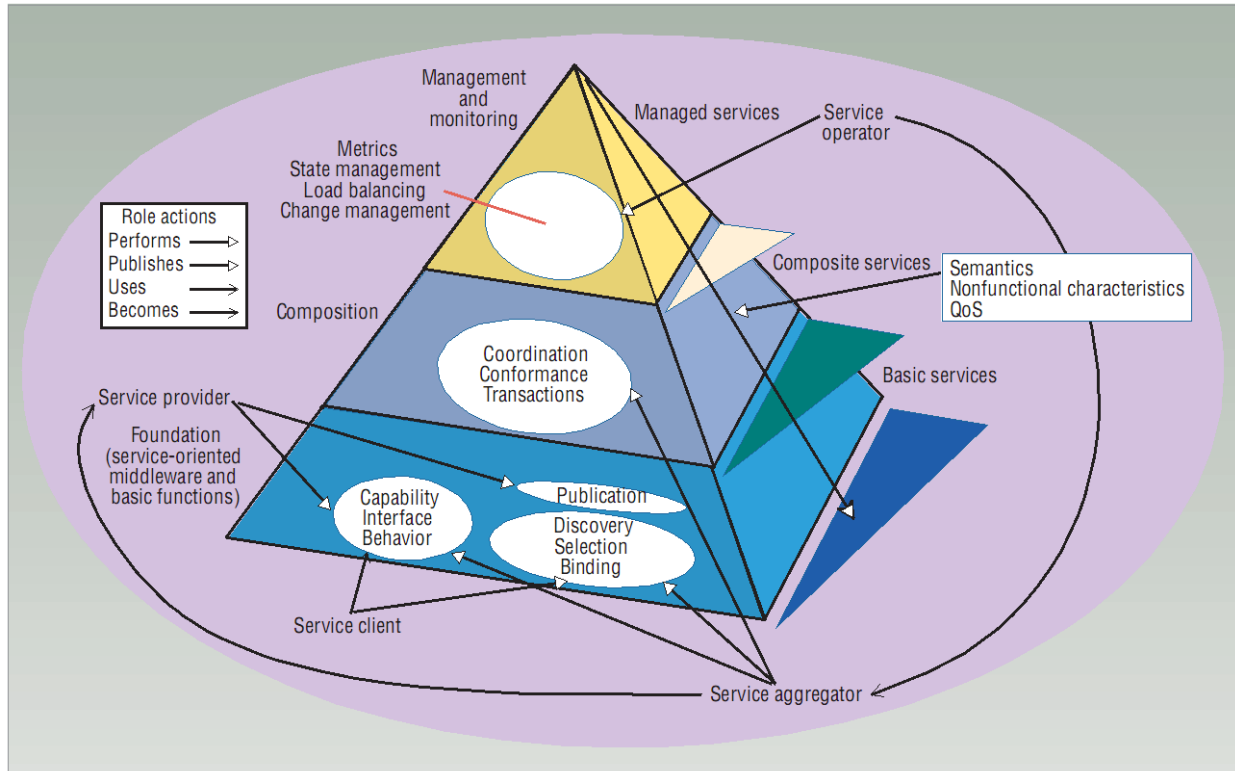 Management
and
monitoring
Managed services
Service
operator
Metrics
State management
Load balancing
Change management
Role actions
Performs
Publishes
Uses
Becomes
Composite services
Semantics
Nonfunctional characteristics
QoS
Composition
Coordination
Conformance
Transactions
Basic services
Service provider
Foundation
(service-oriented
middleware and
basic functions)
Capability
Interface
Behavior
Publication
Discovery
Selection
Binding
Service client
Service aggregator